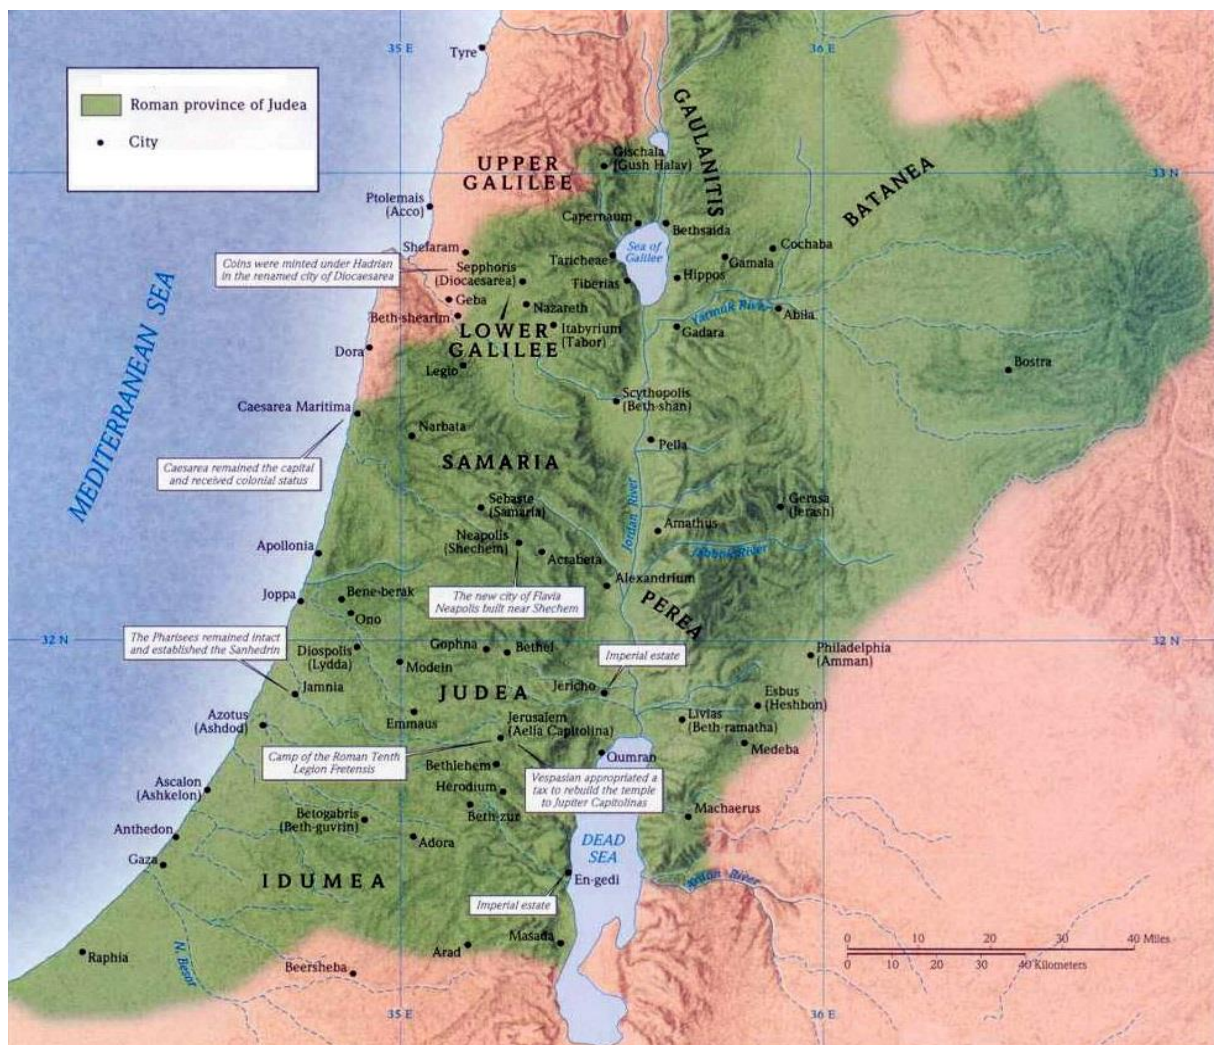 35 E
36 E
Tyre
Roman province of Judea
City
GAULANITIS
Gischala
(Gush Halav)
UPPER
GALILEE
33 N
BATANEA
Ptolemais
(Acco)
Capernaum
Bethsaida
Shefaram
Sea of
Galilee
Cochaba
Coins were minted under Hadrian
in the renamed city of Diocaesarea
Sepphoris
(Diocaesarea)
Taricheae
Gamala
Tiberias
Hippos
MEDITERRANEAN SEA
Geba
Nazareth
Yarmuk River
Abila
Beth-shearim
LOWER
GALILEE
Itabyrium
(Tabor)
Gadara
Dora
Legio
Bostra
Caesarea Maritima
Scythopolis
(Beth-shan)
Narbata
Pella
Caesarea remained the capital
and received colonial status
SAMARIA
Sebaste
(Samaria)
Jordan River
Gerasa
(Jerash)
Neapolis
(Shechem)
Amathus
Apollonia
Acrabeta
River
Alexandrium
Joppa
Bene-berak
The new city of Flavia
Neapolis built near Shechem
PEREA
Ono
32 N
32 N
The Pharisees remained intact
and established the Sanhedrin
Diospolis
(Lydda)
Gophna
Bethel
Imperial estate
Philadelphia
(Amman)
Modein
Jamnia
JUDEA
Jericho
Esbus
(Heshbon)
Azotus
(Ashdod)
Emmaus
Jerusalem
(Aelia Capitolina)
Livias
(Beth-ramatha)
Medeba
Camp of the Roman Tenth
Legion Fretensis
Qumran
Bethlehem
Vespasian appropriated a
tax to rebuild the temple
to Jupiter Capitolinas
Ascalon
(Ashkelon)
Herodium
Betogabris
(Beth-guvrin)
Beth-zur
Machaerus
Anthedon
Adora
DEAD
SEA
Gaza
IDUMEA
En-gedi
Arnon River
Imperial estate
Raphia
N. Besor
Arad
Masada
Beersheba
0 10 20 30 40 Miles
0 10 20 30 40 Kilometers
35 E
36 E